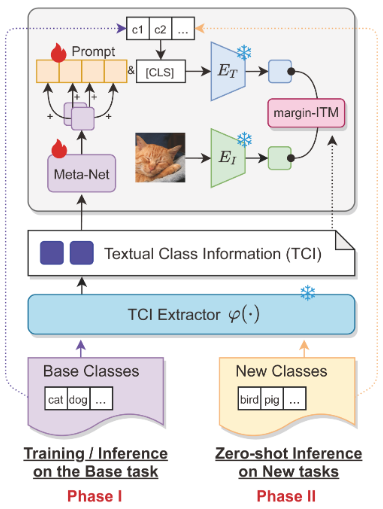 c1 c2 ...
Prompt
& [CLS]
E_T
+ + + +
margin-ITM
Meta-Net
E_I
Textual Class Information (TCI)
TCI Extractor φ(·)
Base Classes
cat dog ...
New Classes
bird pig ...
Training / Inference
on the Base task
Phase I
Zero-shot Inference
on New tasks
Phase II